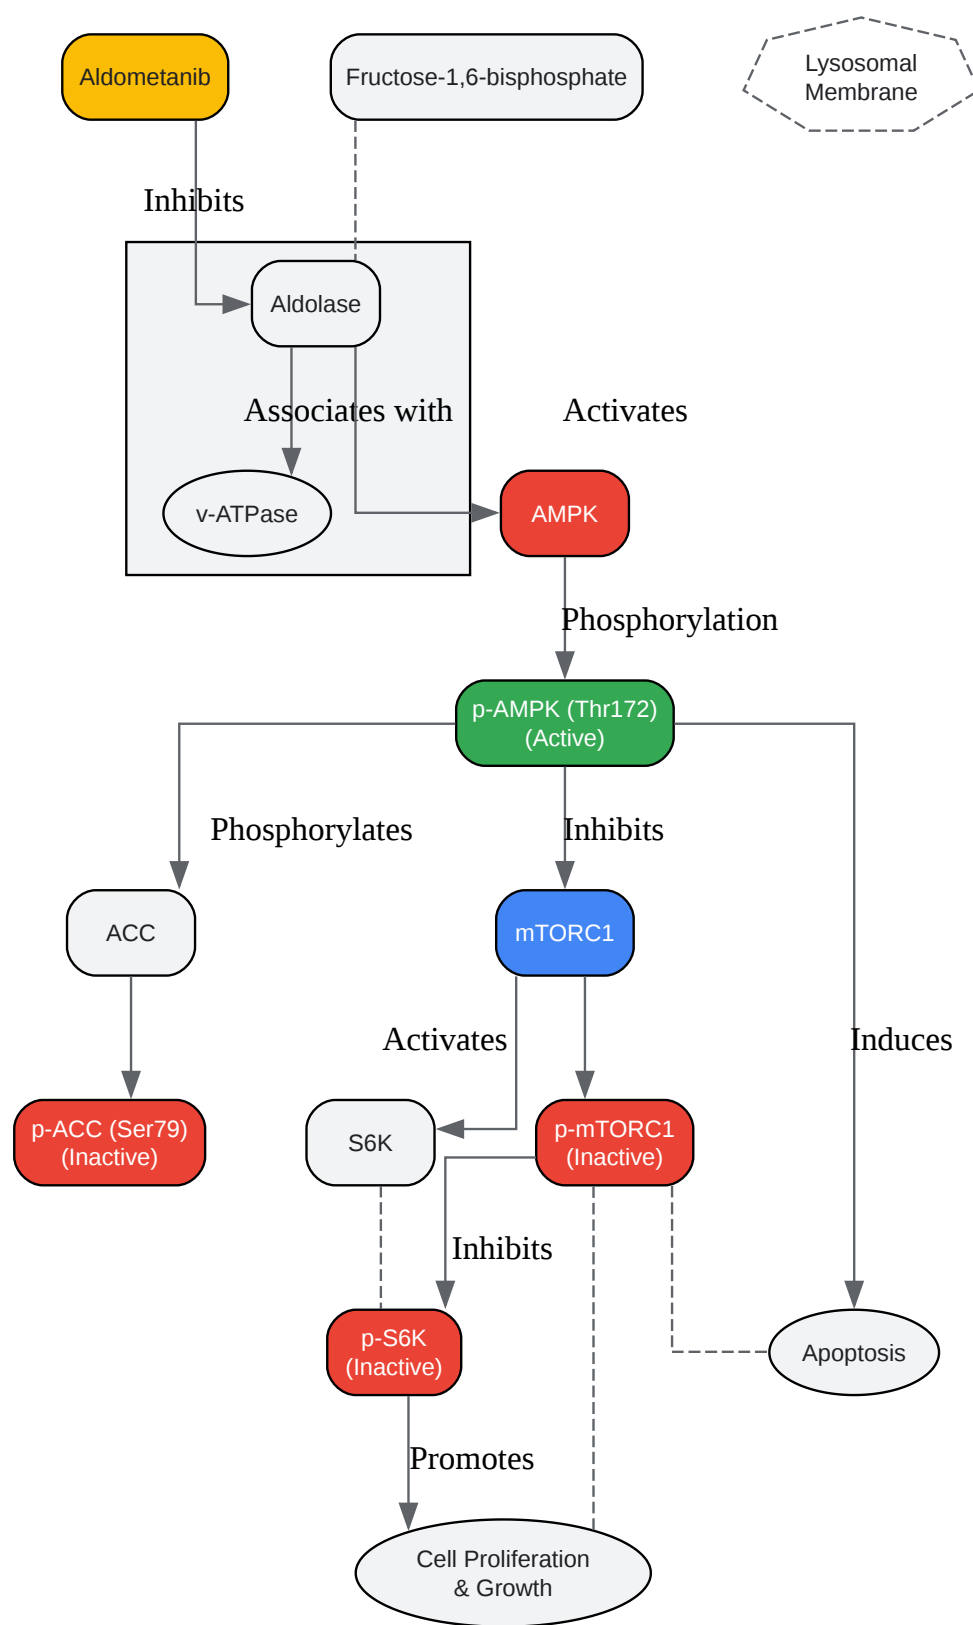 Aldometanib
Fructose-1,6-bisphosphate
Lysosomal
Membrane
Inhibits
Aldolase
Associates with
Activates
v-ATPase
AMPK
Phosphorylation
p-AMPK (Thr172)
(Active)
Phosphorylates
Inhibits
ACC
mTORC1
Activates
Induces
p-ACC (Ser79)
(Inactive)
S6K
p-mTORC1
(Inactive)
Inhibits
p-S6K
(Inactive)
Apoptosis
Promotes
Cell Proliferation
& Growth